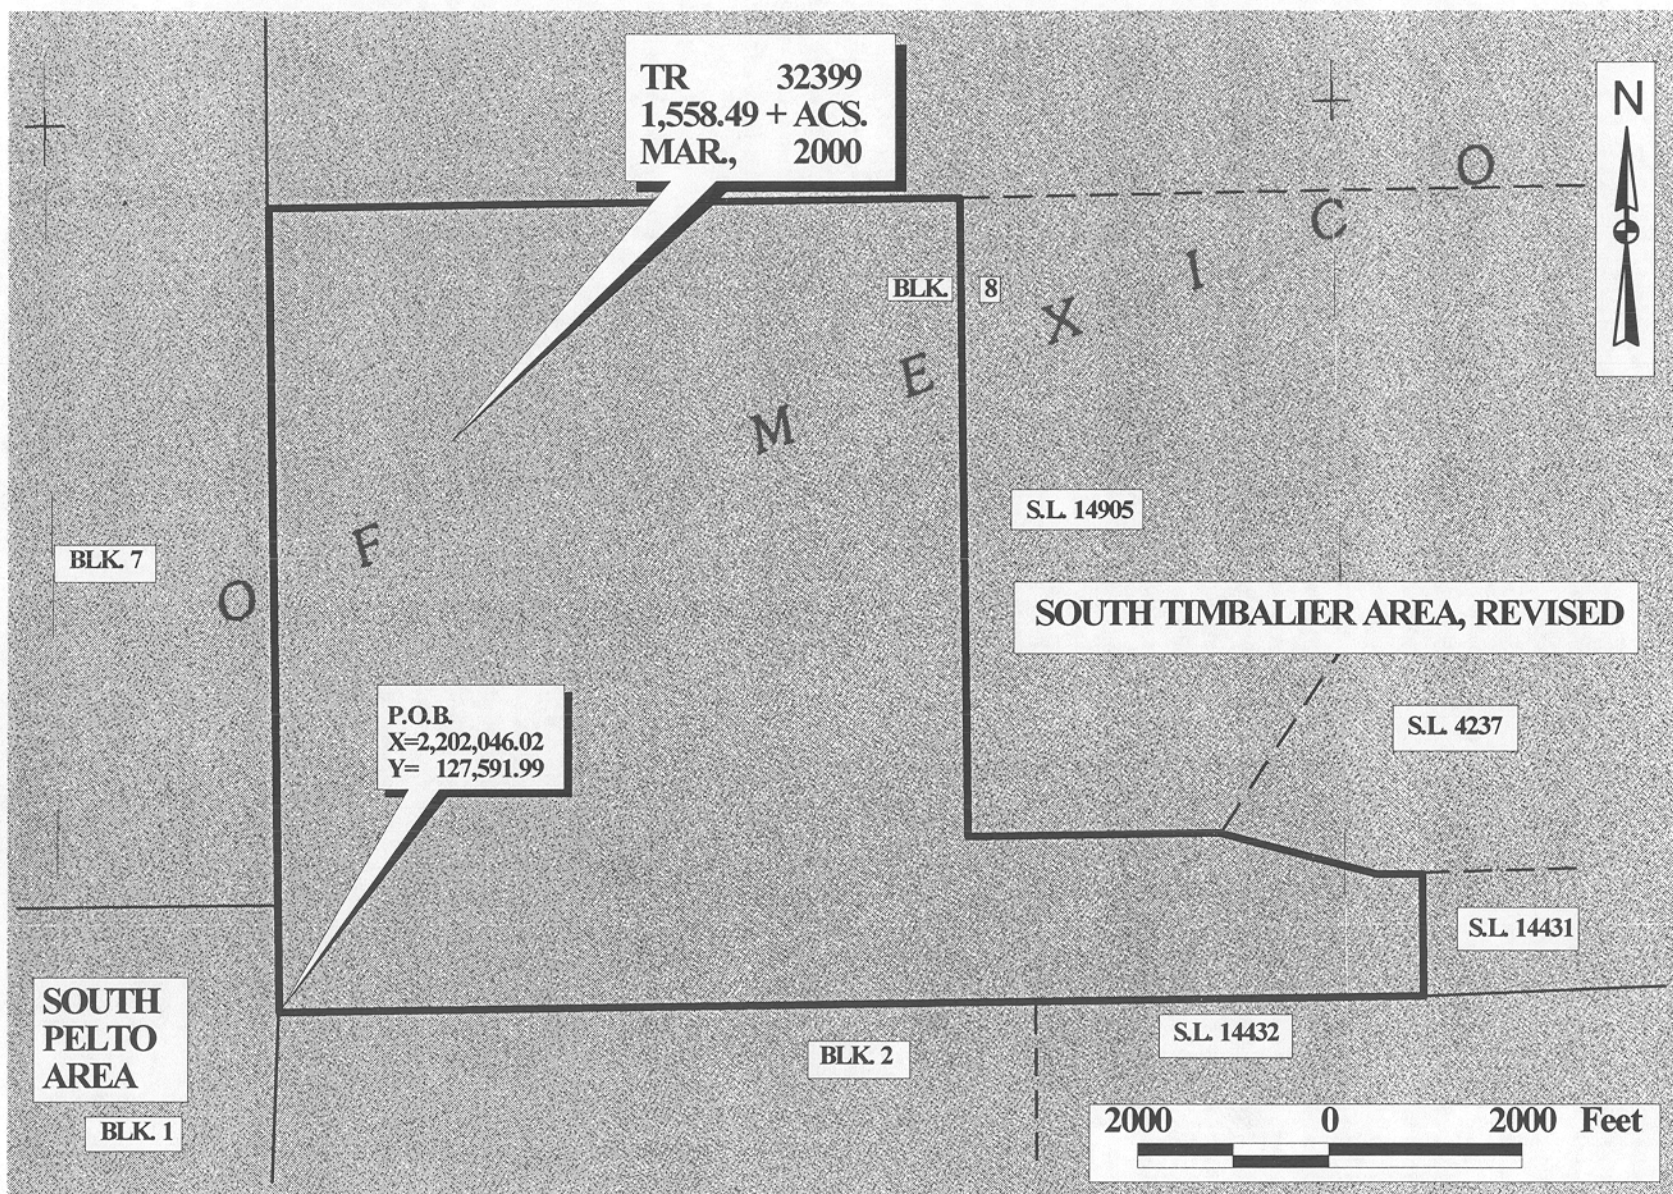 TR 32399
1,558.49 + ACS.
MAR., 2000
N
O F M E X I C O
BLK. 8
S.L. 14905
BLK. 7
SOUTH TIMBALIER AREA, REVISED
P.O.B.
X=2,202,046.02
Y= 127,591.99
S.L. 4237
S.L. 14431
SOUTH
PELTO
AREA
S.L. 14432
BLK. 2
BLK. 1
2000 0 2000 Feet